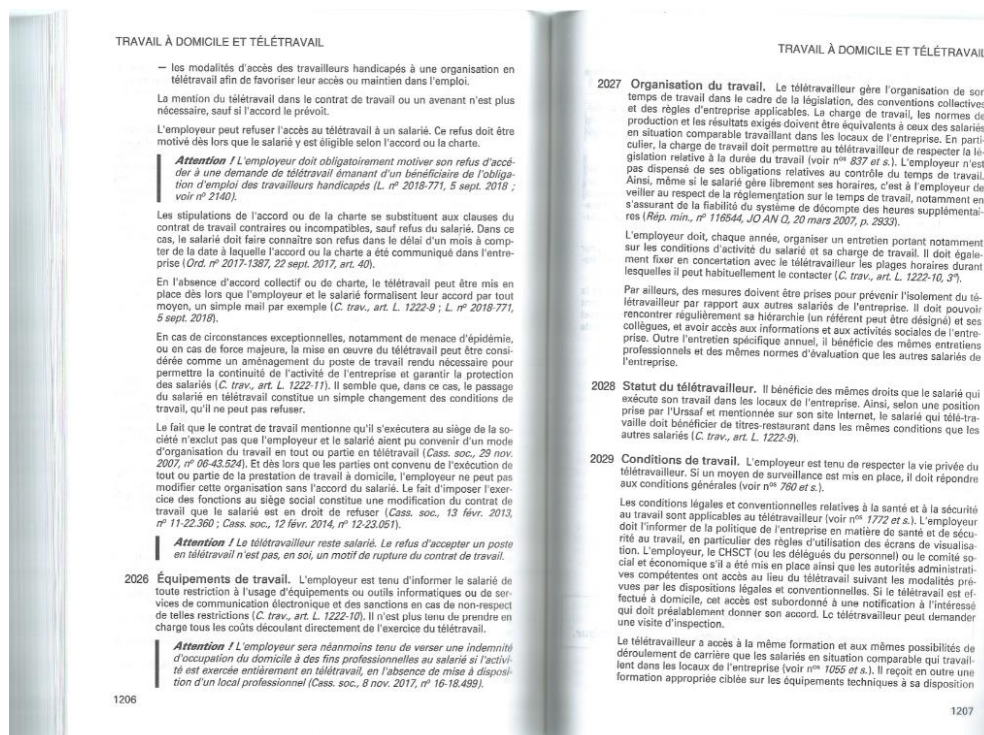 TRAVAIL À DOMICILE ET TÉLÉTRAVAIL
— les modalités d'accès des travailleurs handicapés à une organisation en
télétravail afin de favoriser leur accès ou maintien dans l'emploi.
La mention du télétravail dans le contrat de travail ou un avenant n'est plus
nécessaire, sauf si l'accord le prévoit.
L'employeur peut refuser l'accès au télétravail à un salarié. Ce refus doit être
motivé dès lors que le salarié y est éligible selon l'accord ou la charte.
Attention ! L'employeur doit obligatoirement motiver son refus d'accé-
der à une demande de télétravail émanant d'un bénéficiaire de l'obliga-
tion d'emploi des travailleurs handicapés (L. nº 2018-771, 5 sept. 2018 ;
voir nº 2140).
Les stipulations de l'accord ou de la charte se substituent aux clauses du
contrat de travail contraires ou incompatibles, sauf refus du salarié. Dans ce
cas, le salarié doit faire connaître son refus dans le délai d'un mois à comp-
ter de la date à laquelle l'accord ou la charte a été communiqué dans l'entre-
prise (Ord. nº 2017-1387, 22 sept. 2017, art. 40).
En l'absence d'accord collectif ou de charte, le télétravail peut être mis en
place dès lors que l'employeur et le salarié formalisent leur accord par tout
moyen, un simple mail par exemple (C. trav., art. L. 1222-9 ; L. nº 2018-771,
5 sept. 2018).
En cas de circonstances exceptionnelles, notamment de menace d'épidémie,
ou en cas de force majeure, la mise en œuvre du télétravail peut être consi-
dérée comme un aménagement du poste de travail rendu nécessaire pour
permettre la continuité de l'activité de l'entreprise et garantir la protection
des salariés (C. trav., art. L. 1222-11). Il semble que, dans ce cas, le passage
du salarié en télétravail constitue un simple changement des conditions de
travail, qu'il ne peut pas refuser.
Le fait que le contrat de travail mentionne qu'il s'exécutera au siège de la so-
ciété n'exclut pas que l'employeur et le salarié aient pu convenir d'un mode
d'organisation du travail en tout ou partie en télétravail (Cass. soc., 29 nov.
2007, nº 06-43.524). Et dès lors que les parties ont convenu de l'exécution de
tout ou partie de la prestation de travail à domicile, l'employeur ne peut pas
modifier cette organisation sans l'accord du salarié. Le fait d'imposer l'exer-
cice des fonctions au siège social constitue une modification du contrat de
travail que le salarié est en droit de refuser (Cass. soc., 13 févr. 2013,
nº 11-22.360 ; Cass. soc., 12 févr. 2014, nº 12-23.051).
Attention ! Le télétravailleur reste salarié. Le refus d'accepter un poste
en télétravail n'est pas, en soi, un motif de rupture du contrat de travail.
2026 Équipements de travail. L'employeur est tenu d'informer le salarié de
toute restriction à l'usage d'équipements ou outils informatiques ou de ser-
vices de communication électronique et des sanctions en cas de non-respect
de telles restrictions (C. trav., art. L. 1222-10). Il n'est plus tenu de prendre en
charge tous les coûts découlant directement de l'exercice du télétravail.
Attention ! L'employeur sera néanmoins tenu de verser une indemnité
d'occupation du domicile à des fins professionnelles au salarié si l'activi-
té est exercée entièrement en télétravail, en l'absence de mise à disposi-
tion d'un local professionnel (Cass. soc., 8 nov. 2017, nº 16-18.499).
1206
TRAVAIL À DOMICILE ET TÉLÉTRAVAIL
2027 Organisation du travail. Le télétravailleur gère l'organisation de son
temps de travail dans le cadre de la législation, des conventions collectives
et des règles d'entreprise applicables. La charge de travail, les normes de
production et les résultats exigés doivent être équivalents à ceux des salariés
en situation comparable travaillant dans les locaux de l'entreprise. En parti-
culier, la charge de travail doit permettre au télétravailleur de respecter la lé-
gislation relative à la durée du travail (voir nºs 837 et s.). L'employeur n'est
pas dispensé de ses obligations relatives au contrôle du temps de travail.
Ainsi, même si le salarié gère librement ses horaires, c'est à l'employeur de
veiller au respect de la réglementation sur le temps de travail, notamment en
s'assurant de la fiabilité du système de décompte des heures supplémentai-
res (Rép. min., nº 116544, JO AN Q, 20 mars 2007, p. 2933).
L'employeur doit, chaque année, organiser un entretien portant notamment
sur les conditions d'activité du salarié et sa charge de travail. Il doit égale-
ment fixer en concertation avec le télétravailleur les plages horaires durant
lesquelles il peut habituellement le contacter (C. trav., art. L. 1222-10, 3º).
Par ailleurs, des mesures doivent être prises pour prévenir l'isolement du té-
létravailleur par rapport aux autres salariés de l'entreprise. Il doit pouvoir
rencontrer régulièrement sa hiérarchie (un référent peut être désigné) et ses
collègues, et avoir accès aux informations et aux activités sociales de l'entre-
prise. Outre l'entretien spécifique annuel, il bénéficie des mêmes entretiens
professionnels et des mêmes normes d'évaluation que les autres salariés de
l'entreprise.
2028 Statut du télétravailleur. Il bénéficie des mêmes droits que le salarié qui
exécute son travail dans les locaux de l'entreprise. Ainsi, selon une position
prise par l'Urssaf et mentionnée sur son site Internet, le salarié qui télé-tra-
vaille doit bénéficier de titres-restaurant dans les mêmes conditions que les
autres salariés (C. trav., art. L. 1222-9).
2029 Conditions de travail. L'employeur est tenu de respecter la vie privée du
télétravailleur. Si un moyen de surveillance est mis en place, il doit répondre
aux conditions générales (voir nºs 760 et s.).
Les conditions légales et conventionnelles relatives à la santé et à la sécurité
au travail sont applicables au télétravailleur (voir nºs 1772 et s.). L'employeur
doit l'informer de la politique de l'entreprise en matière de santé et de sécu-
rité au travail, en particulier des règles d'utilisation des écrans de visualisa-
tion. L'employeur, le CHSCT (ou les délégués du personnel) ou le comité so-
cial et économique s'il a été mis en place ainsi que les autorités administrati-
ves compétentes ont accès au lieu du télétravail suivant les modalités pré-
vues par les dispositions légales et conventionnelles. Si le télétravail est ef-
fectué à domicile, cet accès est subordonné à une notification à l'intéressé
qui doit préalablement donner son accord. Le télétravailleur peut demander
une visite d'inspection.
Le télétravailleur a accès à la même formation et aux mêmes possibilités de
déroulement de carrière que les salariés en situation comparable qui travail-
lent dans les locaux de l'entreprise (voir nºs 1055 et s.). Il reçoit en outre une
formation appropriée ciblée sur les équipements techniques à sa disposition
1207